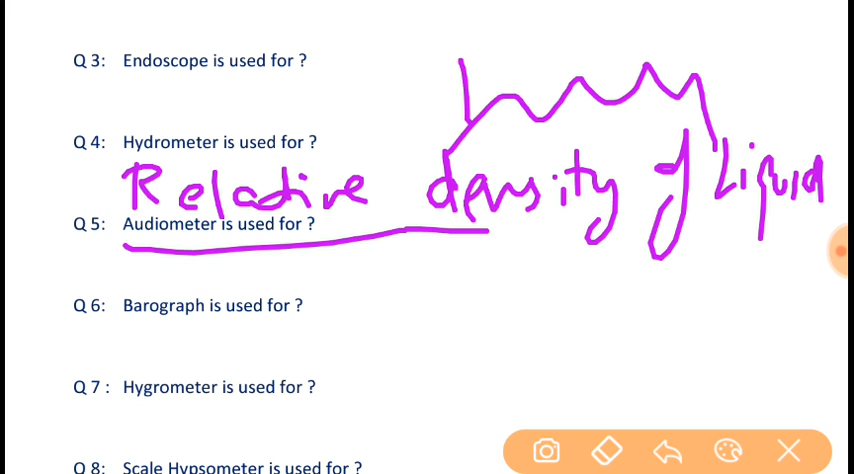 Q 3: Endoscope is used for ?
Q 4: Hydrometer is used for ?
Relative density of liquid
Q 5: Audiometer is used for ?
Q 6: Barograph is used for ?
Q 7 : Hygrometer is used for ?
Q 8: Scale Hypsometer is used for ?